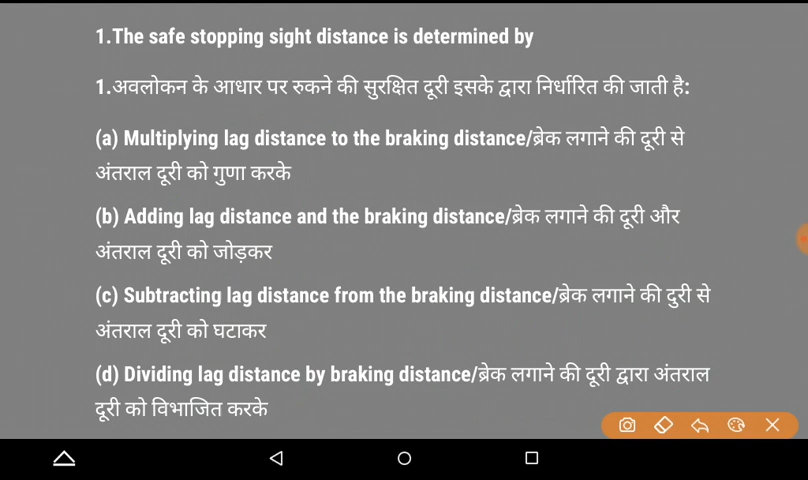 1.The safe stopping sight distance is determined by
1.अवलोकन के आधार पर रुकने की सुरक्षित दूरी इसके द्वारा निर्धारित की जाती है:
(a) Multiplying lag distance to the braking distance/ब्रेक लगाने की दूरी से
अंतराल दूरी को गुणा करके
(b) Adding lag distance and the braking distance/ब्रेक लगाने की दूरी और
अंतराल दूरी को जोड़कर
(c) Subtracting lag distance from the braking distance/ब्रेक लगाने की दुरी से
अंतराल दूरी को घटाकर
(d) Dividing lag distance by braking distance/ब्रेक लगाने की दूरी द्वारा अंतराल
दूरी को विभाजित करके